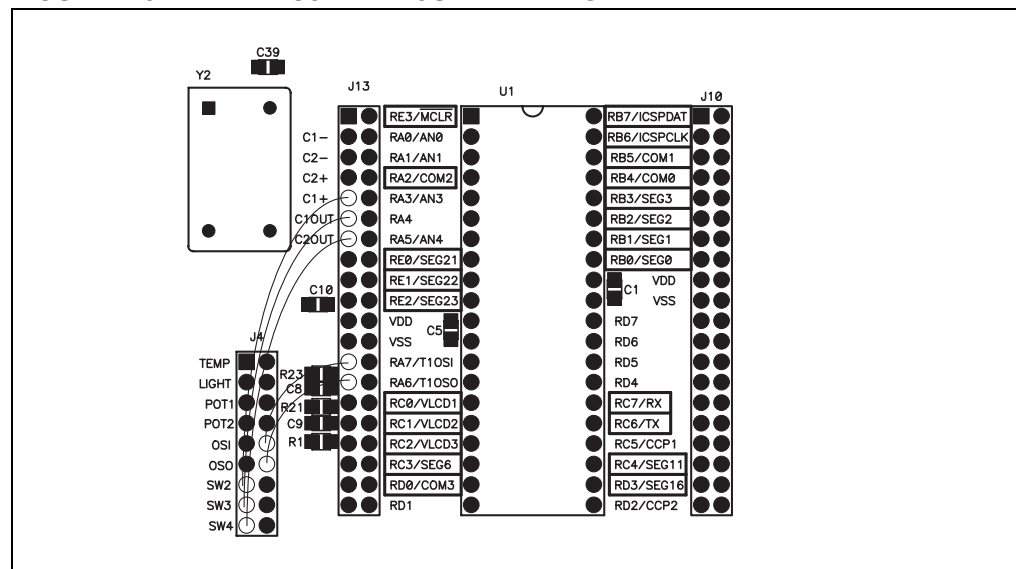 C39
Y2
J13
U1
J10
RE3/MCLR
RB7/ICSPDAT
C1-
RA0/AN0
RB6/ICSPCLK
C2-
RA1/AN1
RB5/COM1
C2+
RA2/COM2
RB4/COM0
C1+
RA3/AN3
RB3/SEG3
C1OUT
RA4
RB2/SEG2
C2OUT
RA5/AN4
RB1/SEG1
RE0/SEG21
RB0/SEG0
RE1/SEG22
C1
VDD
C10
RE2/SEG23
VSS
VDD
C5
RD7
J4
VSS
RD6
TEMP
RA7/T1OSI
RD5
R23
LIGHT
C8
RA6/T1OSO
RD4
POT1
R21
RC0/VLCD1
RC7/RX
POT2
C9
RC1/VLCD2
RC6/TX
OSI
R1
RC2/VLCD3
RC5/CCP1
OSO
RC3/SEG6
RC4/SEG11
SW2
RD0/COM3
RD3/SEG16
SW3
RD1
RD2/CCP2
SW4